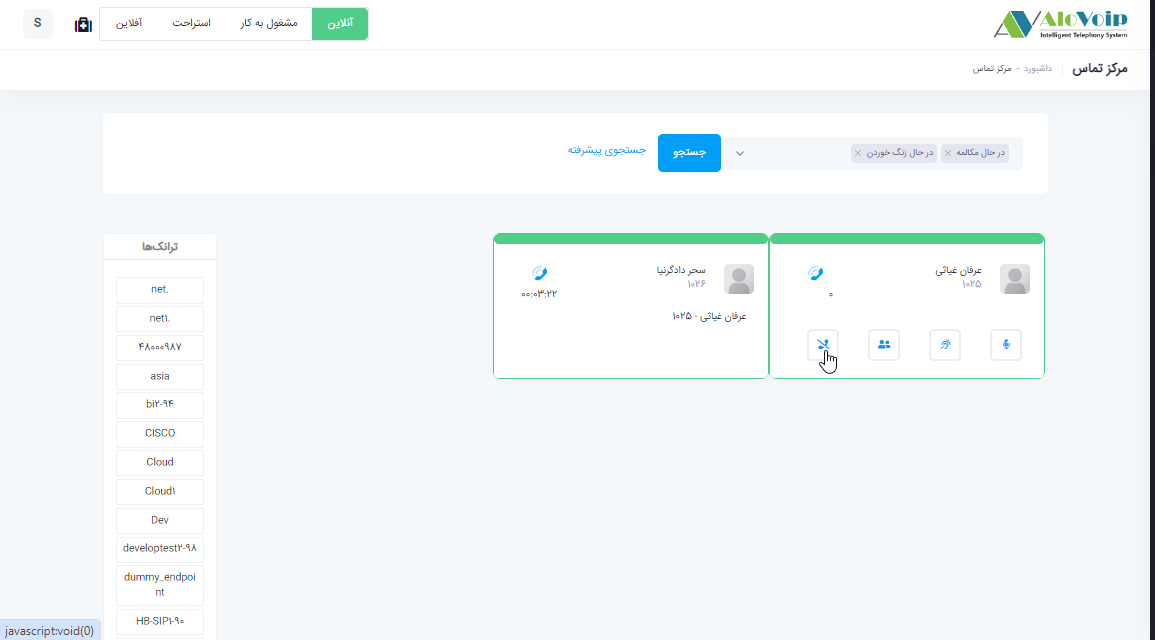 AloVoip
Intelligent Telephony System
آنلاین
مشغول به کار
استراحت
آفلاین
S
مرکز تماس
داشبورد - مرکز تماس
در حال مکالمه ×
در حال زنگ خوردن ×
جستجو
جستجوی پیشرفته
عرفان غیاثی
۱۰۲۵
۰
سحر دادگرنیا
۱۰۲۶
۰۰:۰۳:۲۲
عرفان غیاثی - ۱۰۲۵
ترانک‌ها
net.
net۱.
۴۸۰۰۰۹۸۷
asia
bi۲-۹۴
CISCO
Cloud
Cloud۱
Dev
developtest۲-۹۸
dummy_endpoi
nt
HB-SIP۱-۹۰
javascript:void(0)